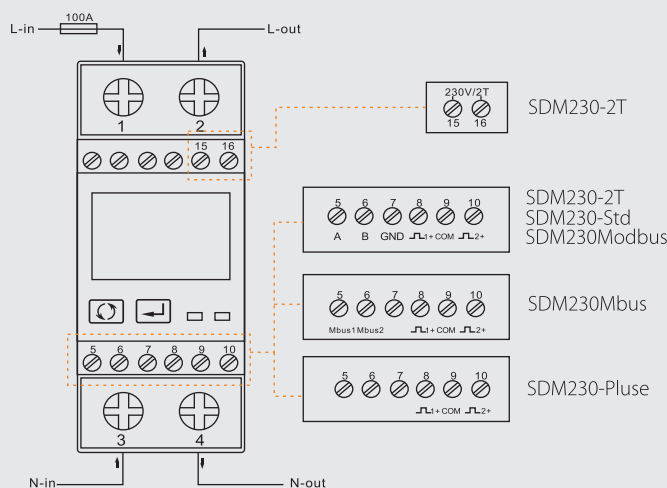 100A
L-in
L-out
1
2
15 16
5 6 7 8 9 10
3
4
N-in
N-out
230V/2T
15 16
SDM230-2T
5 6 7 8 9 10
A B GND 1+ COM 2+
SDM230-2T
SDM230-Std
SDM230Modbus
5 6 7 8 9 10
Mbus1 Mbus2 1+ COM 2+
SDM230Mbus
5 6 7 8 9 10
1+ COM 2+
SDM230-Pluse